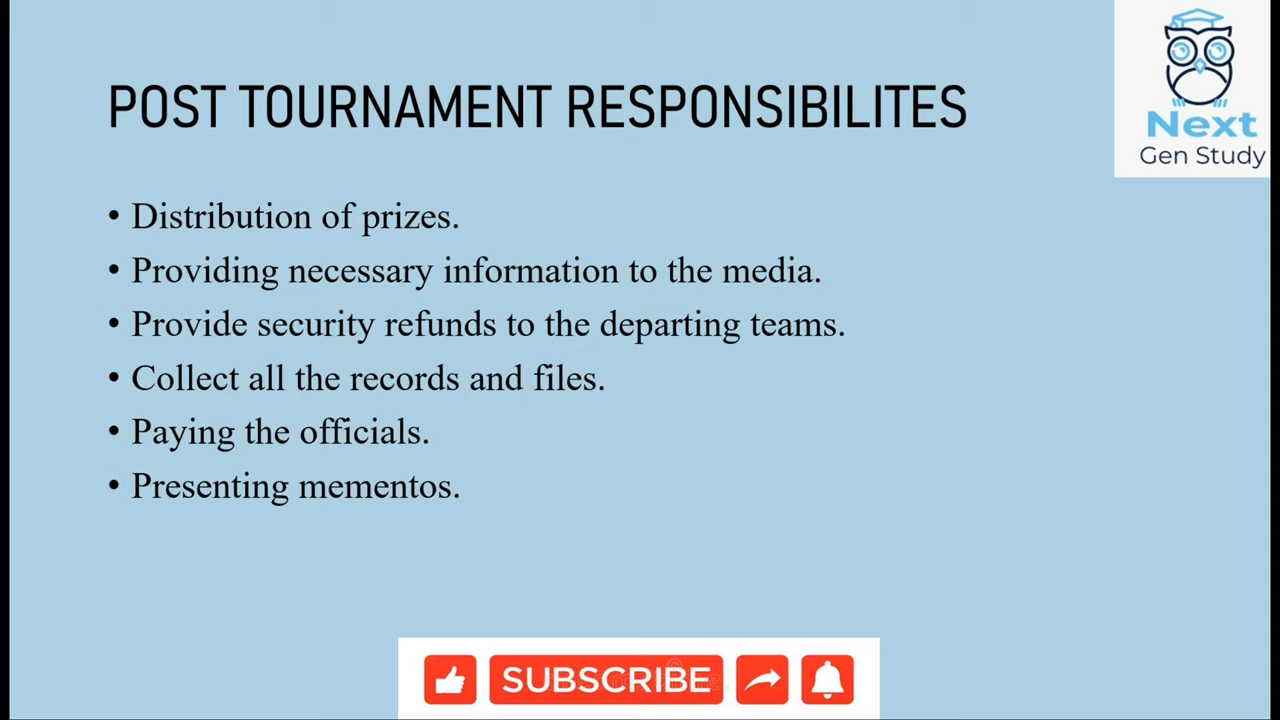 POST TOURNAMENT RESPONSIBILITES
Next
Gen Study
• Distribution of prizes.
• Providing necessary information to the media.
• Provide security refunds to the departing teams.
• Collect all the records and files.
• Paying the officials.
• Presenting mementos.
SUBSCRIBE